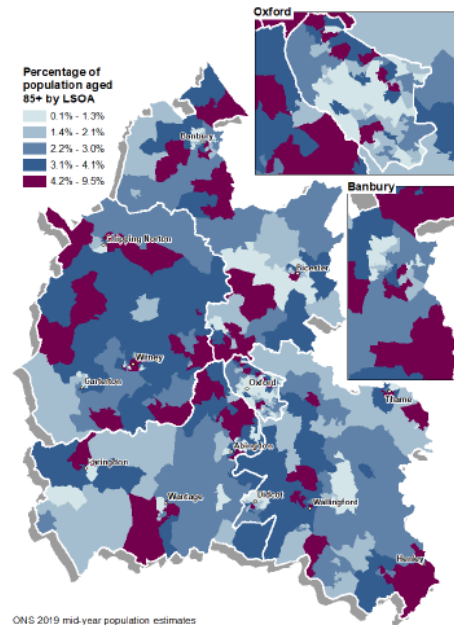 Oxford
Percentage of
population aged
85+ by LSOA
0.1% - 1.3%
1.4% - 2.1%
2.2% - 3.0%
3.1% - 4.1%
4.2% - 9.5%
Banbury
Banbury
Chipping Norton
Bicester
Witney
Carterton
Oxford
Thame
Abingdon
Faringdon
Wantage
Didcot
Wallingford
Henley
ONS 2019 mid-year population estimates